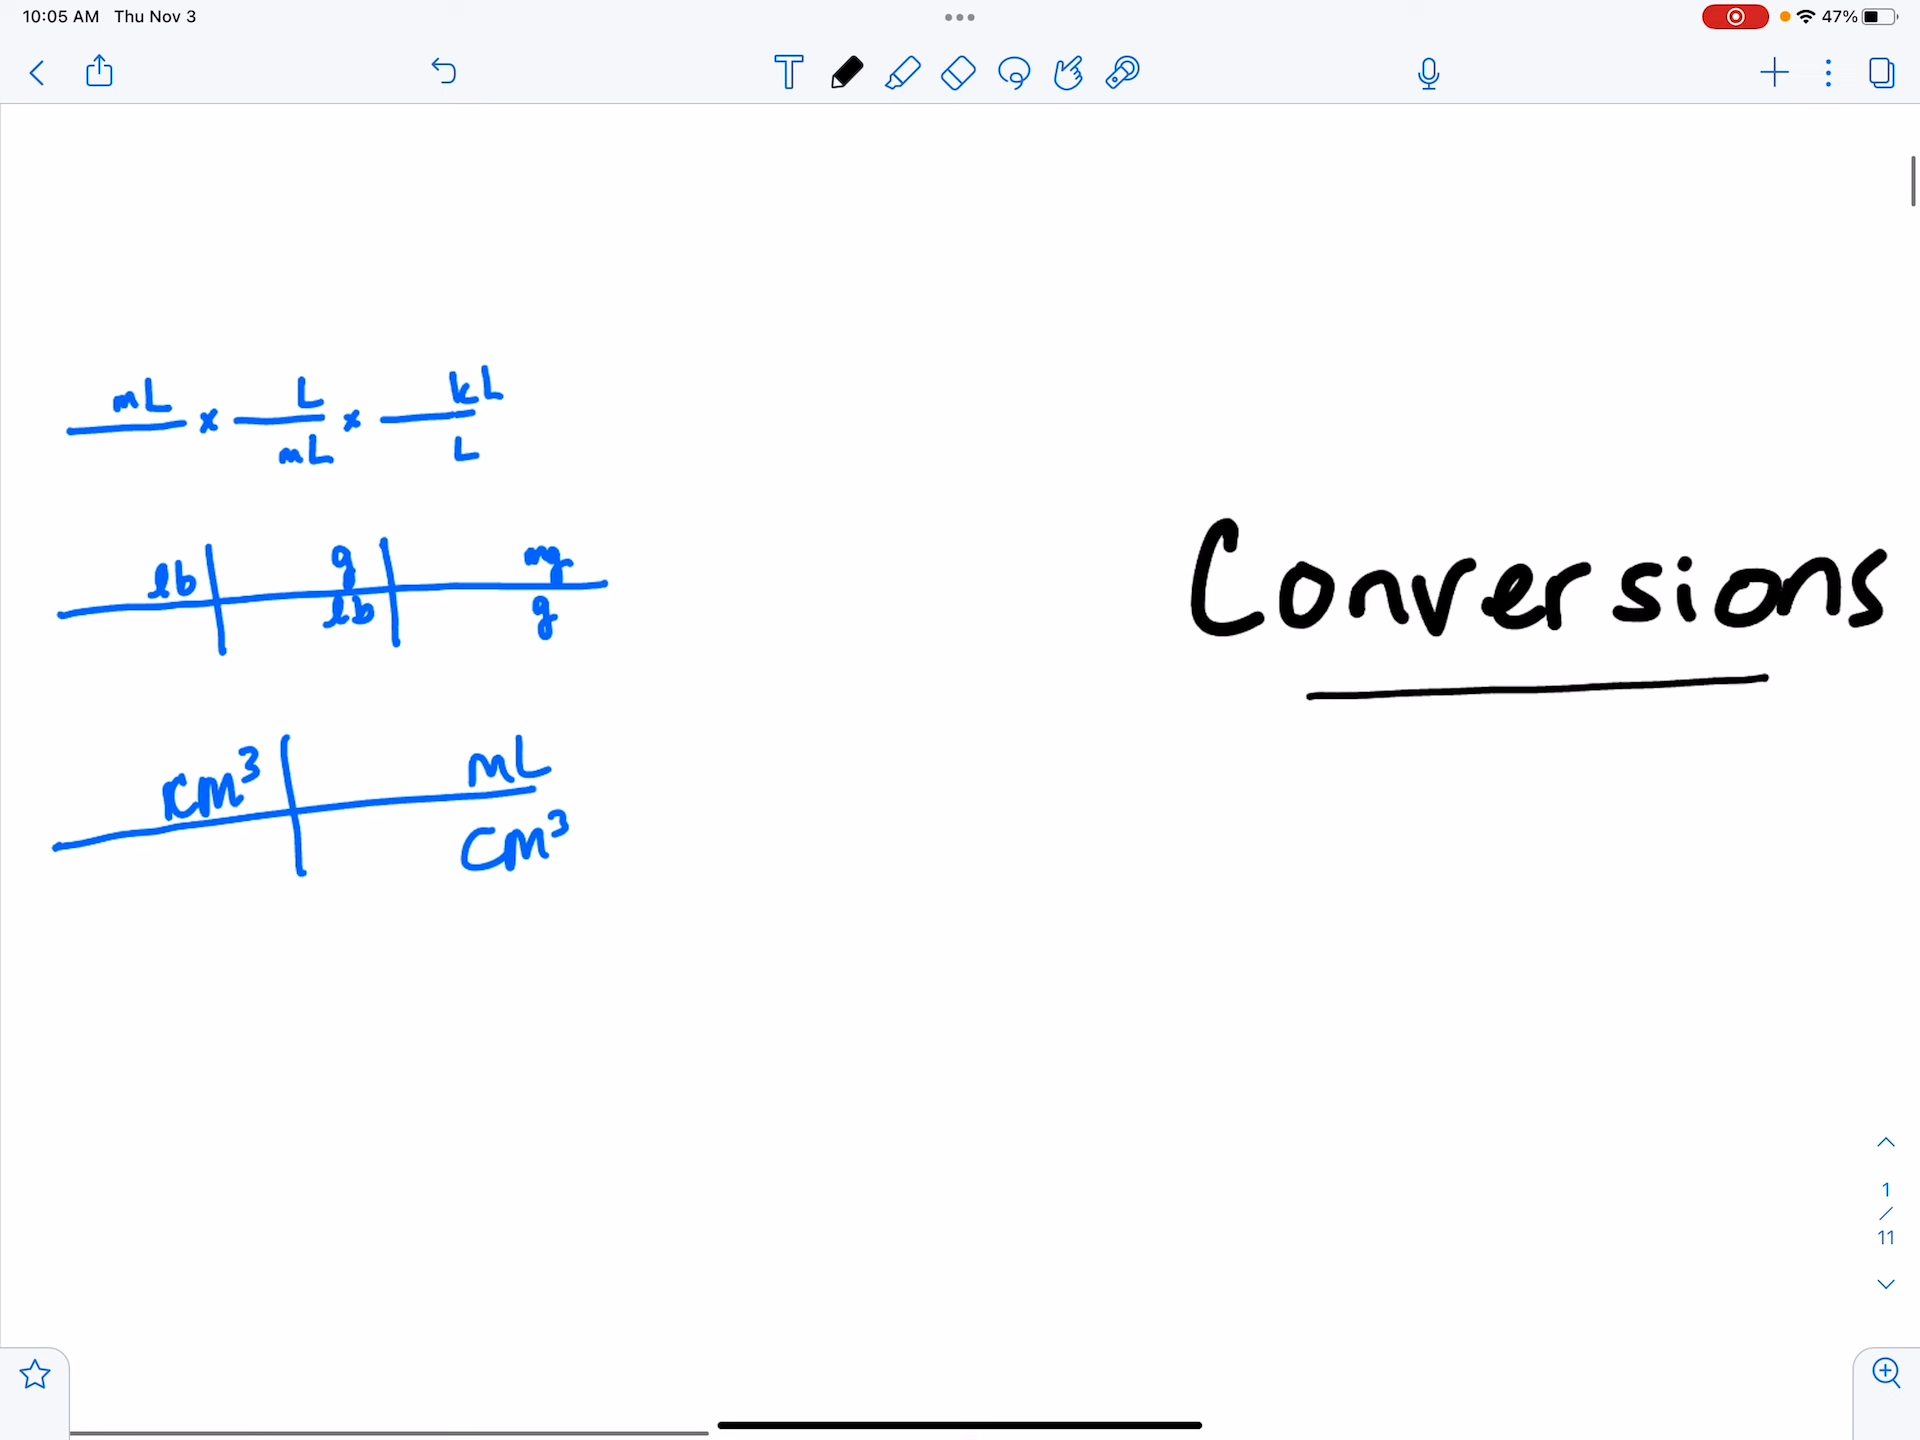 10:05 AM Thu Nov 3
47%
mL x L x kL
mL L
lb g mg
lb g
cm³ mL
cm³
Conversions
1
/
11